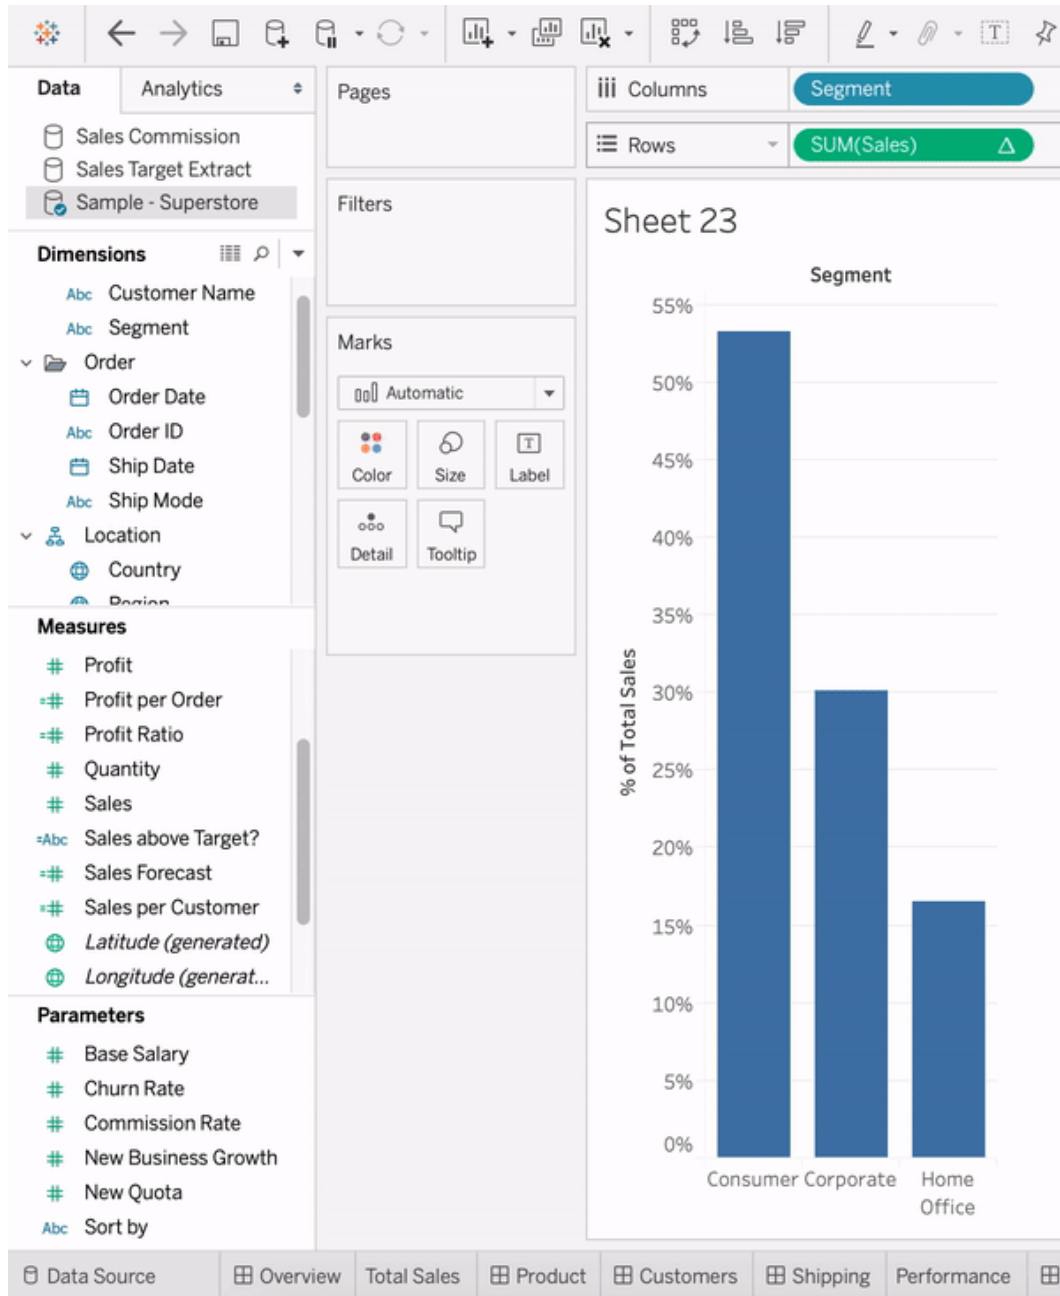 Data
Analytics
Sales Commission
Sales Target Extract
Sample - Superstore
Dimensions
Abc Customer Name
Abc Segment
Order
Order Date
Abc Order ID
Ship Date
Abc Ship Mode
Location
Country
Region
Measures
# Profit
=# Profit per Order
=# Profit Ratio
# Quantity
# Sales
=Abc Sales above Target?
=# Sales Forecast
=# Sales per Customer
Latitude (generated)
Longitude (generat...
Parameters
# Base Salary
# Churn Rate
# Commission Rate
# New Business Growth
# New Quota
Abc Sort by
Pages
Filters
Marks
Automatic
Color
Size
T
Label
Detail
Tooltip
T
Columns
Segment
Rows
SUM(Sales) Δ
Sheet 23
Segment
% of Total Sales
55%
50%
45%
40%
35%
30%
25%
20%
15%
10%
5%
0%
Consumer Corporate Home
Office
Data Source
Overview
Total Sales
Product
Customers
Shipping
Performance